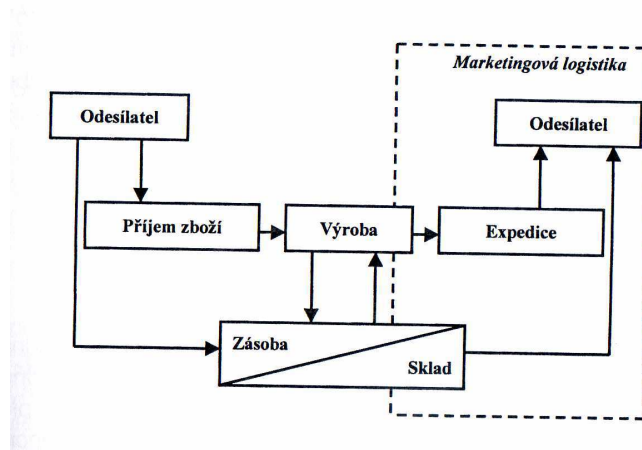 Marketingová logistika
Odesílatel
Odesílatel
Příjem zboží
Výroba
Expedice
Zásoba
Sklad